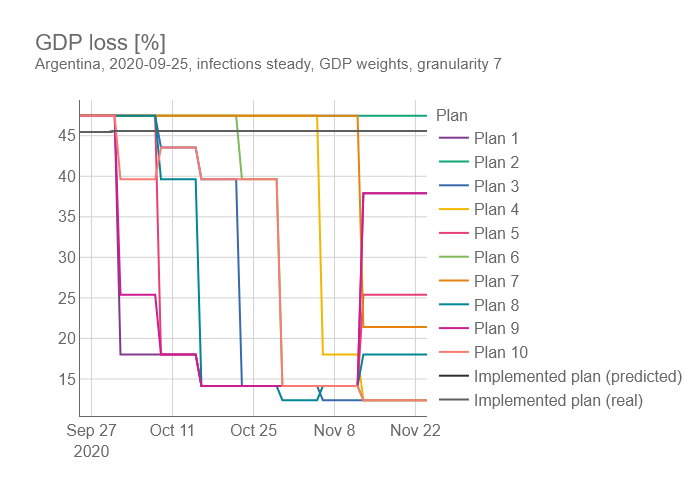 GDP loss [%]
Argentina, 2020-09-25, infections steady, GDP weights, granularity 7
45
40
35
30
25
20
15
Sep 27
2020
Oct 11
Oct 25
Nov 8
Nov 22
Plan
Plan 1
Plan 2
Plan 3
Plan 4
Plan 5
Plan 6
Plan 7
Plan 8
Plan 9
Plan 10
Implemented plan (predicted)
Implemented plan (real)